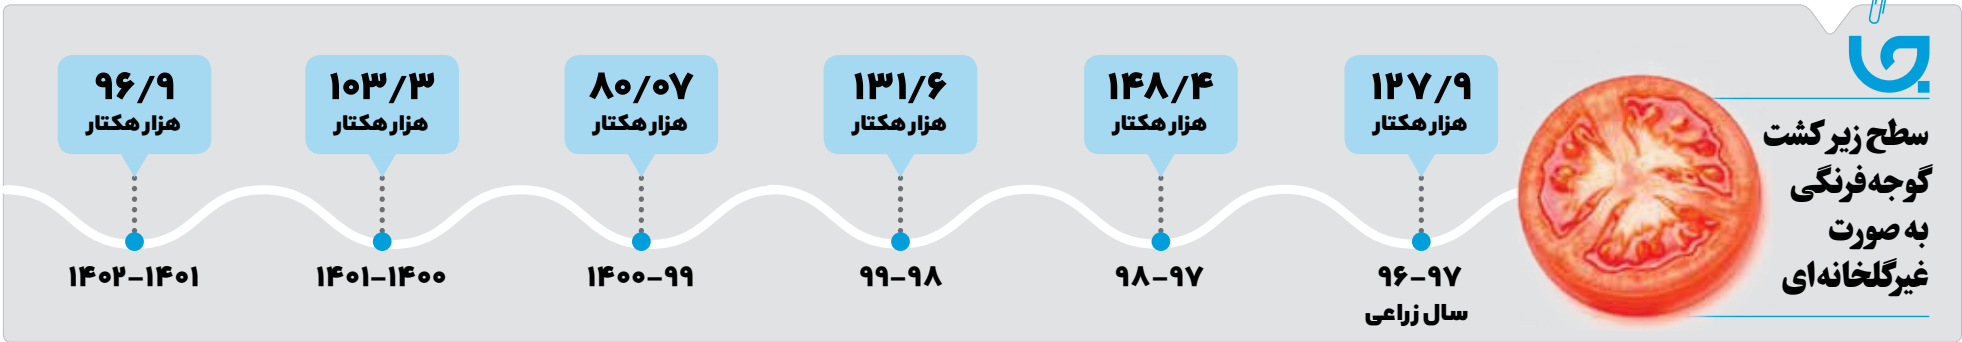 سطح زیر کشت
گوجه‌فرنگی
به صورت
غیرگلخانه‌ای
۱۲۷/۹
هزار هکتار
۹۶-۹۷
سال زراعی
۱۴۸/۴
هزار هکتار
۹۸-۹۷
۱۳۱/۶
هزار هکتار
۹۹-۹۸
۸۰/۰۷
هزار هکتار
۱۴۰۰-۹۹
۱۰۳/۳
هزار هکتار
۱۴۰۱-۱۴۰۰
۹۶/۹
هزار هکتار
۱۴۰۲-۱۴۰۱